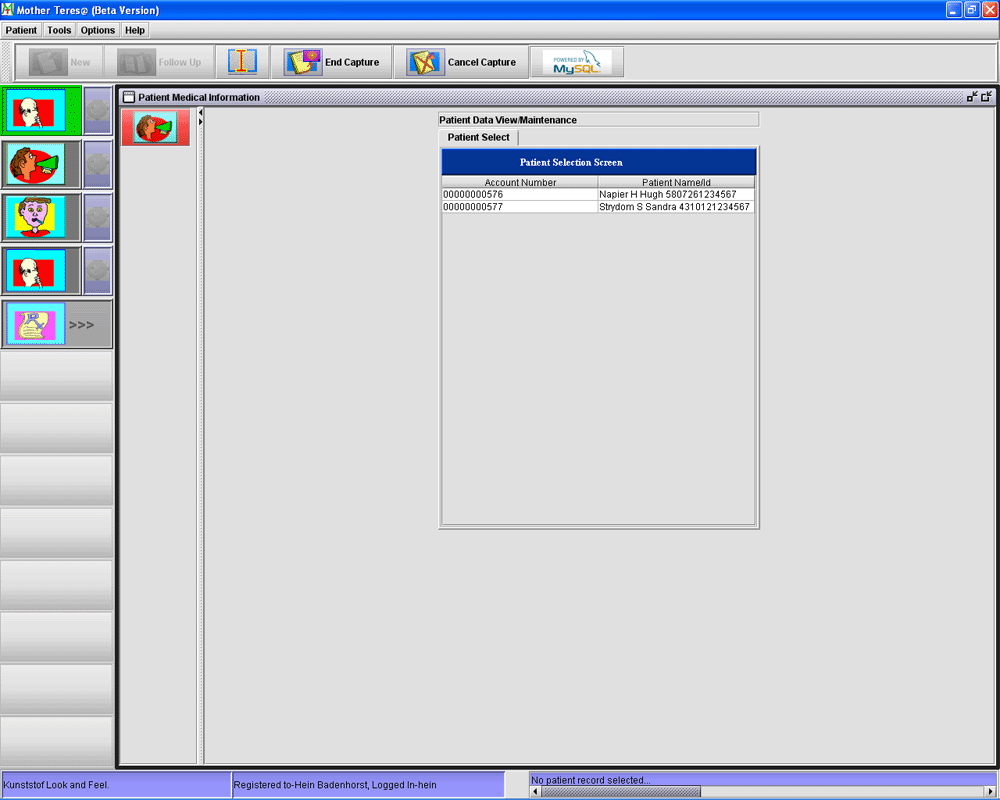 Mother Teres@ (Beta Version)
Patient Tools Options Help
New Follow Up End Capture Cancel Capture POWERED BY MySQL
Patient Medical Information
Patient Data View/Maintenance
Patient Select
Patient Selection Screen
Account Number Patient Name/Id
00000000576 Napier H Hugh 5807261234567
00000000577 Strydom S Sandra 4310121234567
>>>
Kunststof Look and Feel. Registered to-Hein Badenhorst, Logged In-hein No patient record selected...